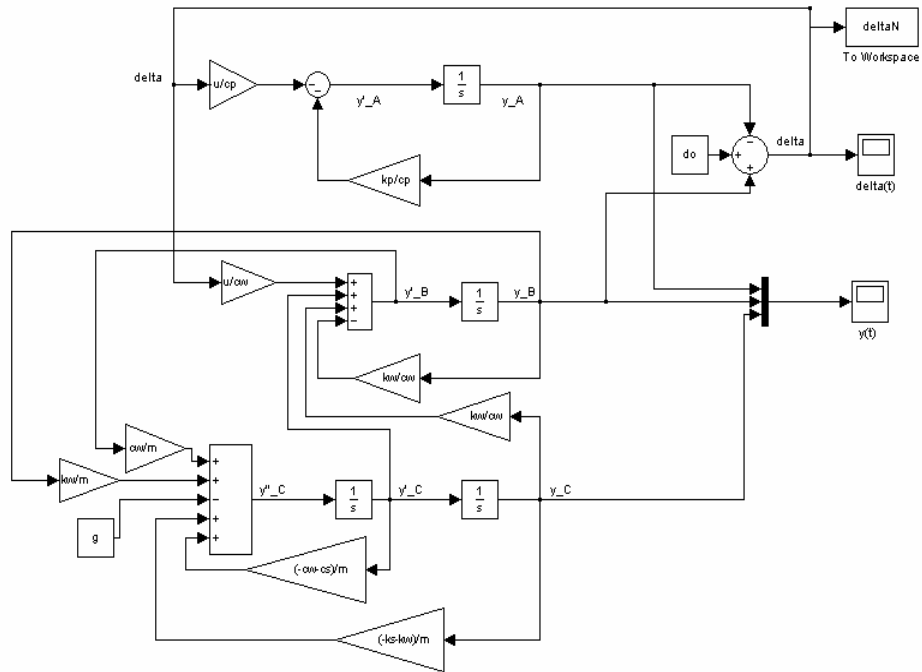 deltaN
To Workspace
delta
u/cp
y'_A
1
s
y_A
do
delta
kp/cp
delta(t)
u/cw
y'_B
1
s
y_B
y(t)
kw/cw
kw/cw
cw/m
kw/m
y''_C
1
s
y'_C
1
s
y_C
g
(-cw-cs)/m
(-ks-kw)/m